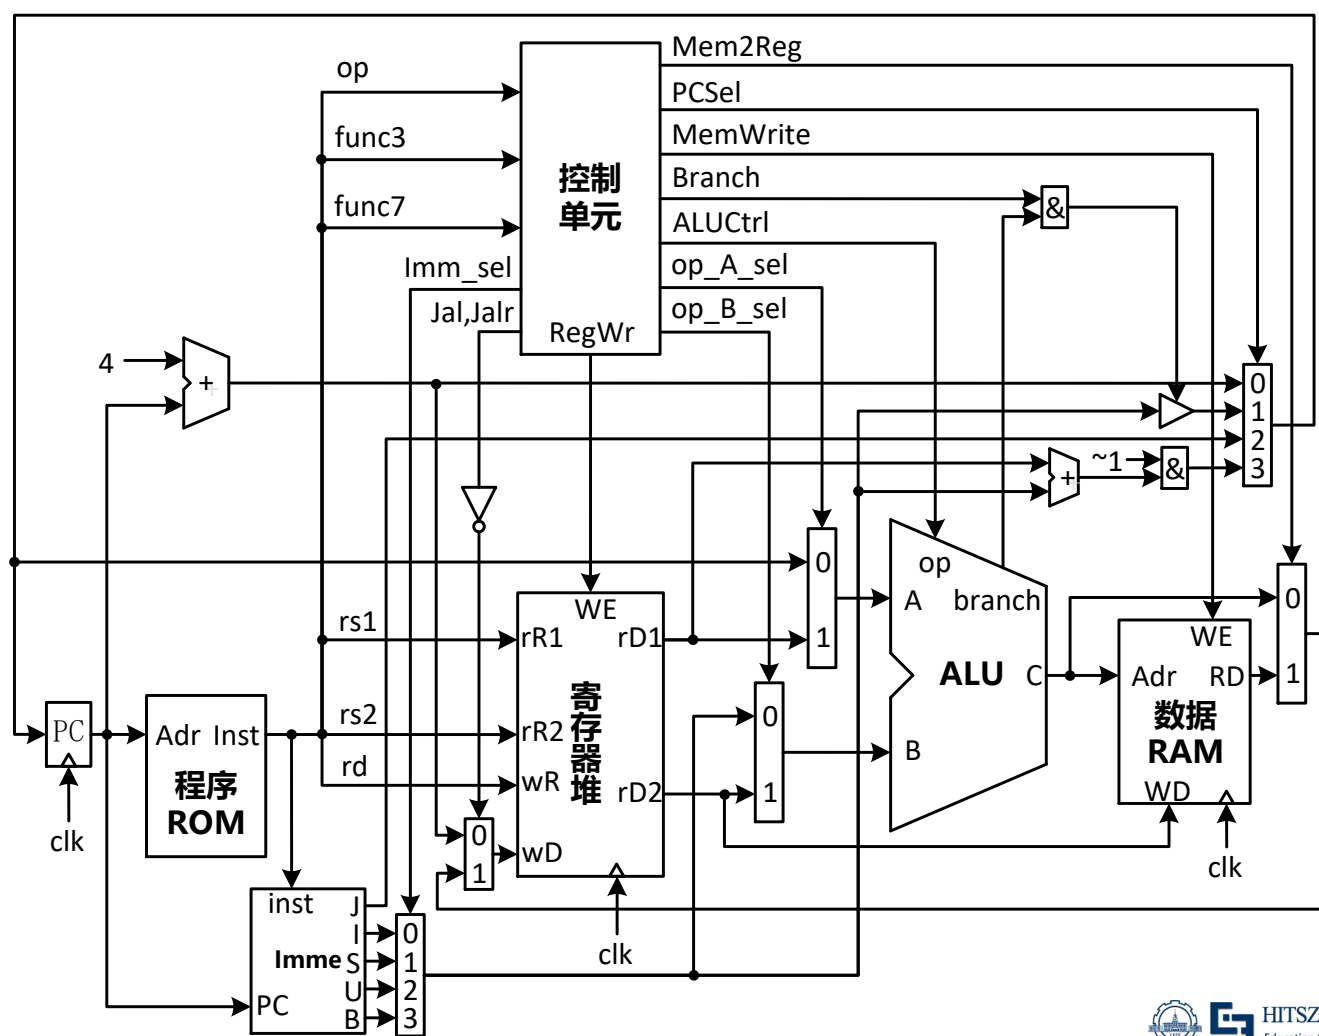 Mem2Reg
op
PCSel
func3
MemWrite
控制
单元
Branch
&
func7
ALUCtrl
Imm_sel
op_A_sel
Jal,Jalr
RegWr
op_B_sel
4
+
0
1
2
3
~1
+
&
0
1
op
A
branch
ALU
C
B
WE
rs1
rR1
rD1
寄
存
器
堆
rs2
rR2
rd
wR
rD2
wD
clk
0
1
0
1
0
1
WE
Adr
RD
数据
RAM
WD
clk
PC
clk
Adr Inst
程序
ROM
inst
J
I
Imme
S
U
PC
B
0
1
2
3
HITSZ